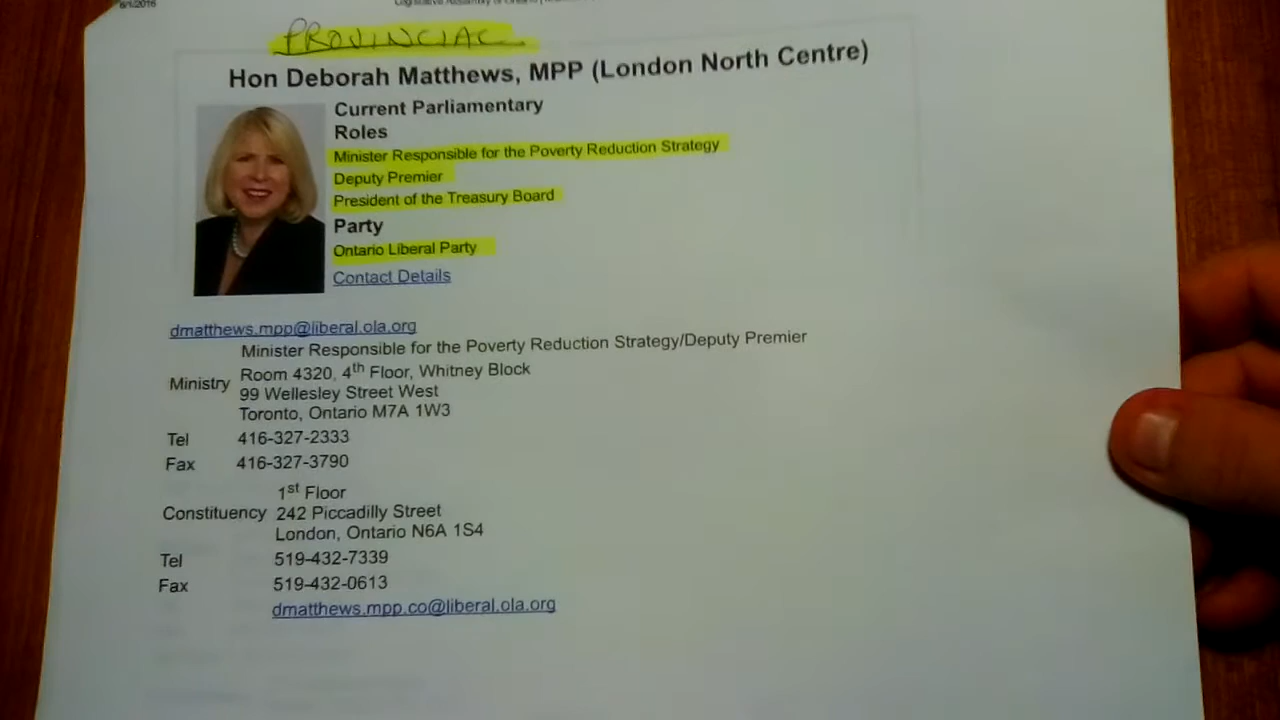 6/1/2016
PROVINCIAL
Hon Deborah Matthews, MPP (London North Centre)
Current Parliamentary
Roles
Minister Responsible for the Poverty Reduction Strategy
Deputy Premier
President of the Treasury Board
Party
Ontario Liberal Party
Contact Details
dmatthews.mpp@liberal.ola.org
Minister Responsible for the Poverty Reduction Strategy/Deputy Premier
Ministry Room 4320, 4th Floor, Whitney Block
99 Wellesley Street West
Toronto, Ontario M7A 1W3
Tel 416-327-2333
Fax 416-327-3790
1st Floor
Constituency 242 Piccadilly Street
London, Ontario N6A 1S4
Tel 519-432-7339
Fax 519-432-0613
dmatthews.mpp.co@liberal.ola.org